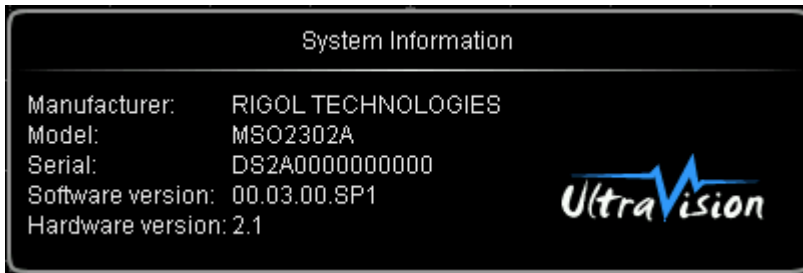 System Information
Manufacturer: RIGOL TECHNOLOGIES
Model: MSO2302A
Serial: DS2A0000000000
Software version: 00.03.00.SP1
Hardware version: 2.1
UltraVision